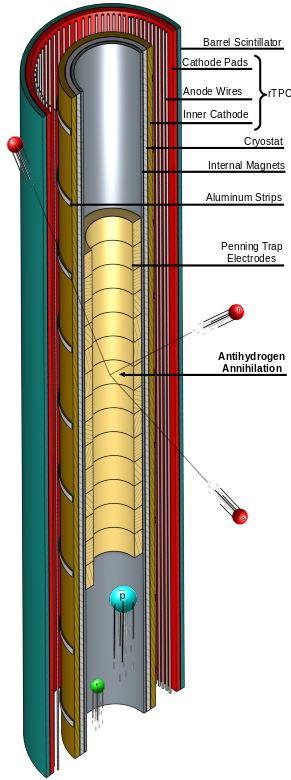 Barrel Scintillator
Cathode Pads
rTPC
Anode Wires
Inner Cathode
Cryostat
Internal Magnets
Aluminum Strips
Penning Trap
Electrodes
Antihydrogen
Annihilation
p